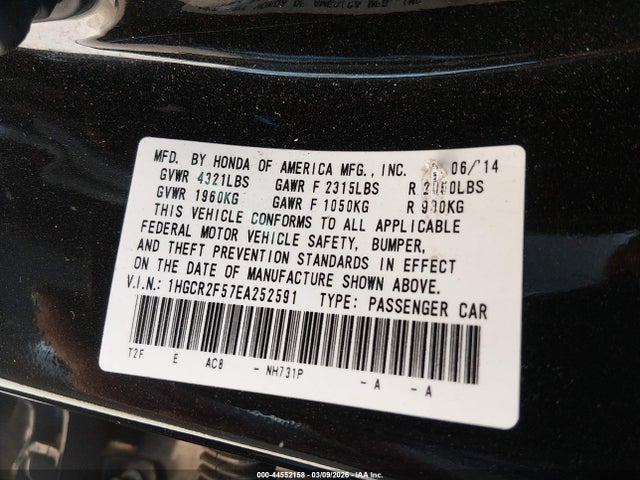 MFD. BY HONDA OF AMERICA MFG., INC. 06/'14
GVWR 4321LBS GAWR F 2315LBS R LBS
GVWR 1960KG GAWR F 1050KG R KG
THIS VEHICLE CONFORMS TO ALL APPLICABLE
FEDERAL MOTOR VEHICLE SAFETY, BUMPER,
AND THEFT PREVENTION STANDARDS IN EFFECT
ON THE DATE OF MANUFACTURE SHOWN ABOVE.
V.I.N.: 1HGCR2F57EA252591 TYPE: PASSENGER CAR
T2F E AC8 - NH731P - A - A
000-44552158 - 03/09/2026 - IAA Inc.